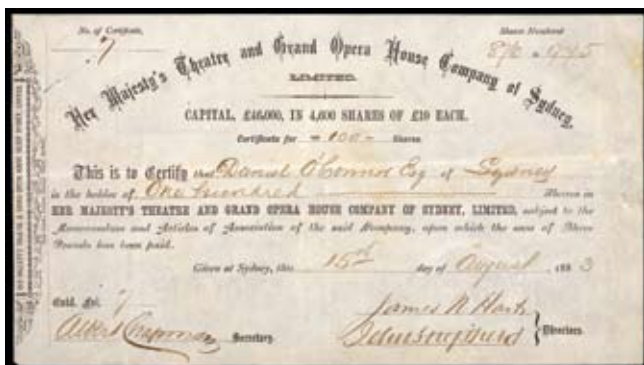 No. of Certificate,
7
Shares Numbered
846 - 945
Her Majesty's Theatre and Grand Opera House Company of Sydney,
LIMITED.
CAPITAL, £46,000, IN 4,600 SHARES OF £10 EACH.
Certificate for - 100 - Shares.
This is to Certify that Daniel O'Connor Esq of Sydney
is the holder of One hundred Shares in
HER MAJESTY'S THEATRE AND GRAND OPERA HOUSE COMPANY OF SYDNEY, LIMITED, subject to the
Memorandum and Articles of Association of the said Company, upon which the sum of Three
Pounds has been paid.
Given at Sydney, this 15th day of August, 1883
7
Albert Chapman Secretary.
James R Hart
Directors.